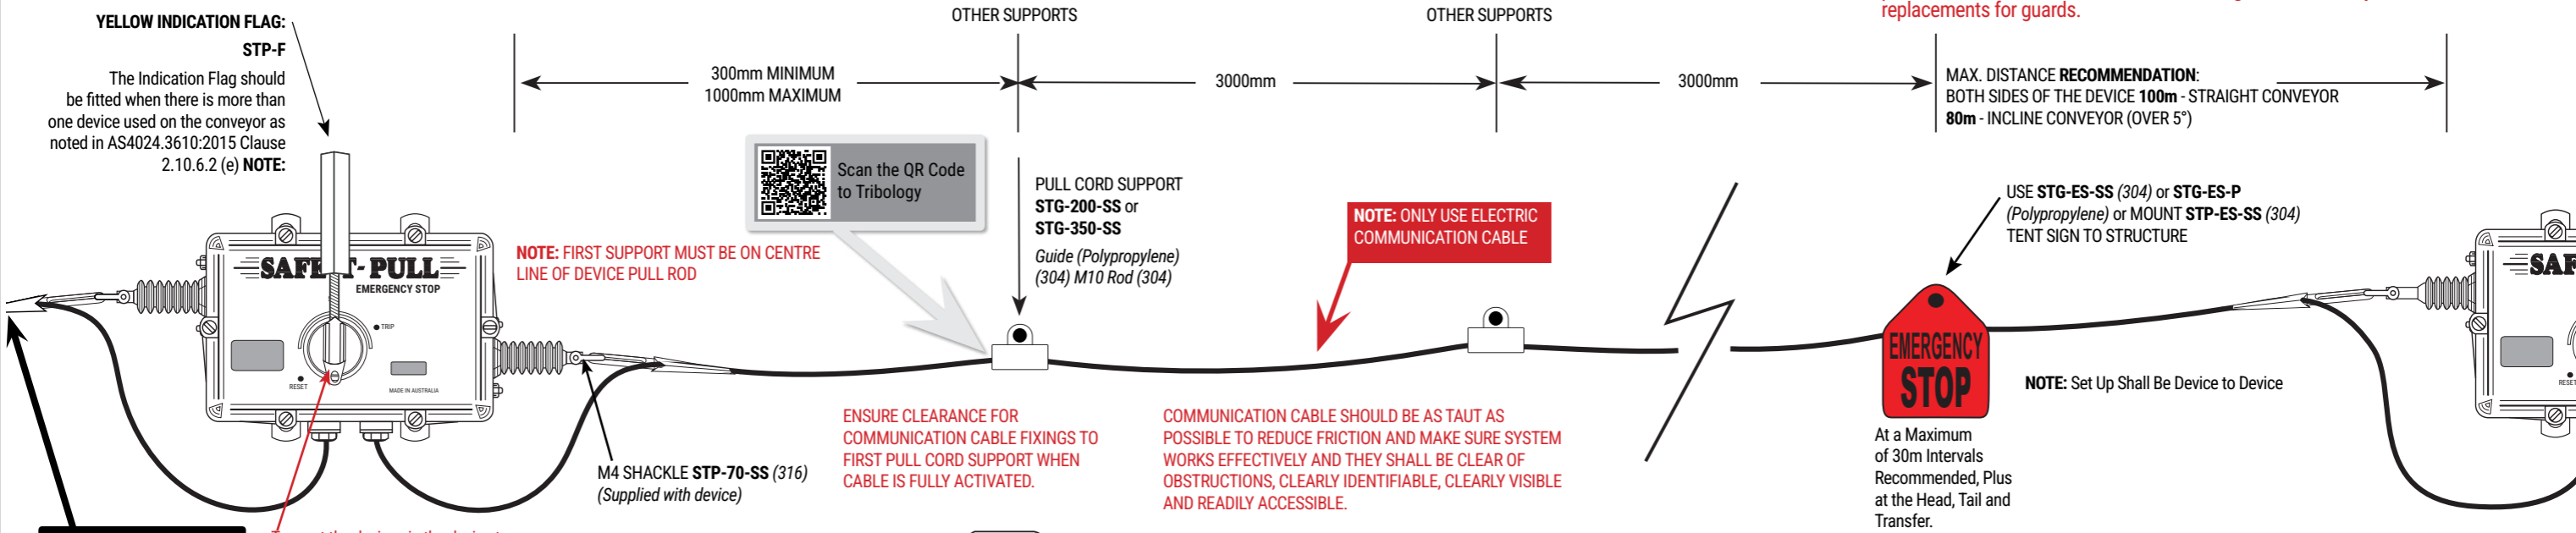 YELLOW INDICATION FLAG:
STP-F
The Indication Flag should
be fitted when there is more than
one device used on the conveyor as
noted in AS4024.3610:2015 Clause
2.10.6.2 (e) NOTE:
OTHER SUPPORTS
OTHER SUPPORTS
replacements for guards.
300mm MINIMUM
1000mm MAXIMUM
3000mm
3000mm
MAX. DISTANCE RECOMMENDATION:
BOTH SIDES OF THE DEVICE 100m - STRAIGHT CONVEYOR
80m - INCLINE CONVEYOR (OVER 5°)
Scan the QR Code
to Tribology
PULL CORD SUPPORT
STG-200-SS or
STG-350-SS
Guide (Polypropylene)
(304) M10 Rod (304)
NOTE: ONLY USE ELECTRIC
COMMUNICATION CABLE
USE STG-ES-SS (304) or STG-ES-P
(Polypropylene) or MOUNT STP-ES-SS (304)
TENT SIGN TO STRUCTURE
NOTE: FIRST SUPPORT MUST BE ON CENTRE
LINE OF DEVICE PULL ROD
SAFE T-PULL
EMERGENCY STOP
TRIP
RESET
MADE IN AUSTRALIA
SAF
RESET
EMERGENCY
STOP
NOTE: Set Up Shall Be Device to Device
At a Maximum
of 30m Intervals
Recommended, Plus
at the Head, Tail and
Transfer.
M4 SHACKLE STP-70-SS (316)
(Supplied with device)
ENSURE CLEARANCE FOR
COMMUNICATION CABLE FIXINGS TO
FIRST PULL CORD SUPPORT WHEN
CABLE IS FULLY ACTIVATED.
COMMUNICATION CABLE SHOULD BE AS TAUT AS
POSSIBLE TO REDUCE FRICTION AND MAKE SURE SYSTEM
WORKS EFFECTIVELY AND THEY SHALL BE CLEAR OF
OBSTRUCTIONS, CLEARLY IDENTIFIABLE, CLEARLY VISIBLE
AND READILY ACCESSIBLE.